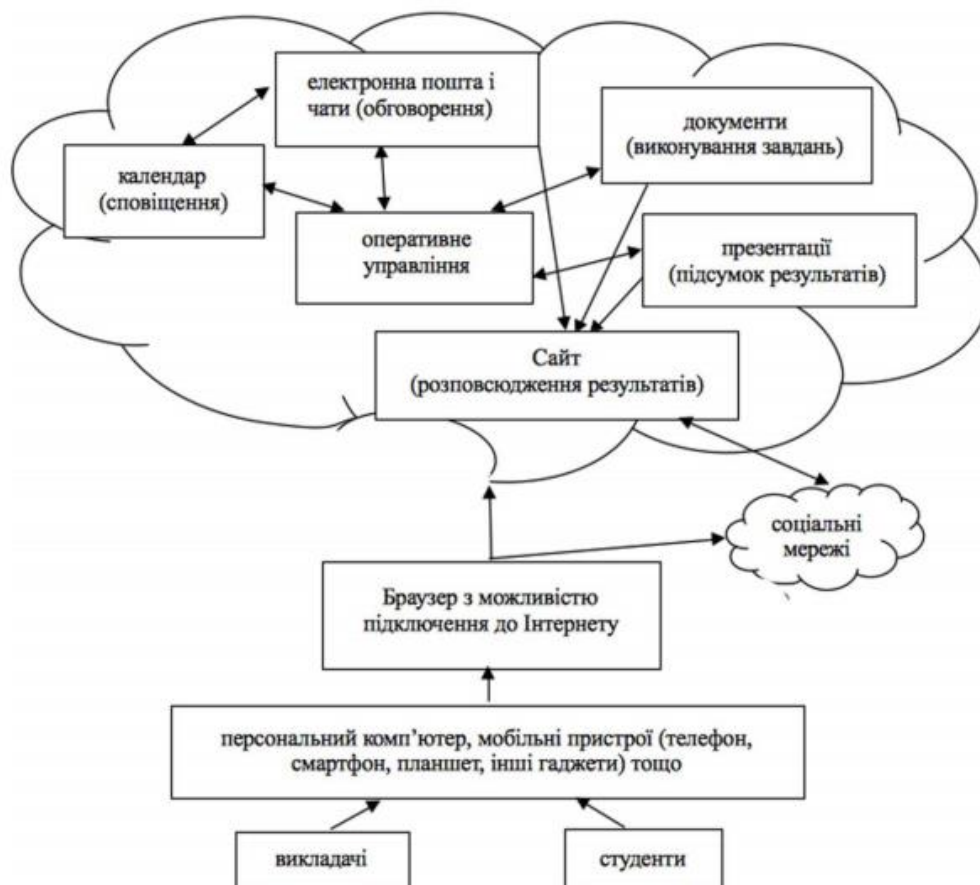 електронна пошта і
чати (обговорення)
документи
(виконування завдань)
календар
(сповіщення)
оперативне
управління
презентації
(підсумок результатів)
Сайт
(розповсюдження результатів)
соціальні
мережі
Браузер з можливістю
підключення до Інтернету
персональний комп’ютер, мобільні пристрої (телефон,
смартфон, планшет, інші гаджети) тощо
викладачі
студенти